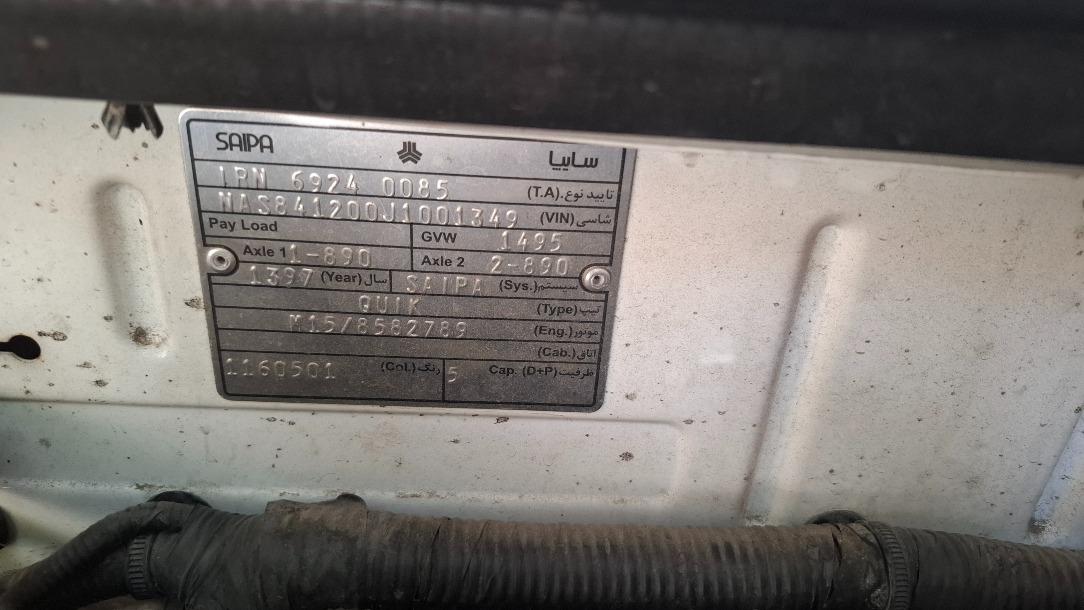 SAIPA سایپا
IRN 6924 0085 تایید نوع.(T.A)
NAS841200J1001349 شاسی(VIN)
Pay Load GVW 1495
Axle 1 1-890 Axle 2 2-890
1397 سال(Year) SAIPA سیستم(Sys.)
QUIK تیپ(Type)
M15/8582789 موتور(Eng.)
اتاق(Cab.)
1160501 رنگ(Col.) 5 Cap. (D+P)ظرفیت